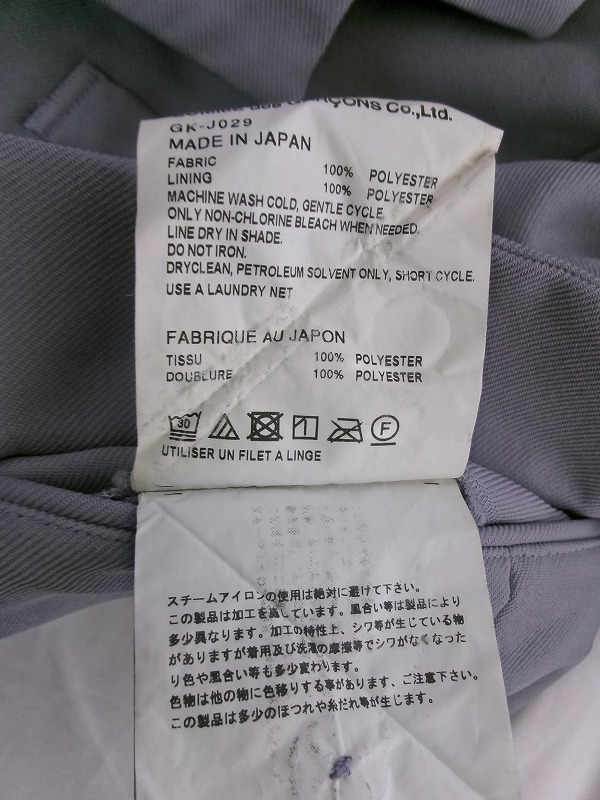 COMME des GARÇONS Co.,Ltd.
GK-J029
MADE IN JAPAN
FABRIC 100% POLYESTER
LINING 100% POLYESTER
MACHINE WASH COLD, GENTLE CYCLE.
ONLY NON-CHLORINE BLEACH WHEN NEEDED.
LINE DRY IN SHADE.
DO NOT IRON.
DRYCLEAN, PETROLEUM SOLVENT ONLY, SHORT CYCLE.
USE A LAUNDRY NET
FABRIQUE AU JAPON
TISSU 100% POLYESTER
DOUBLURE 100% POLYESTER
30 F
UTILISER UN FILET A LINGE
スチームアイロンの使用は絶対に避けて下さい。
この製品は加工を施しています。風合い等は製品により
多少異なります。加工の特性上、シワ等が生じている物
がありますが着用及び洗濯の摩擦等でシワがなくなった
り色や風合い等も多少変わります。
色物は他の物に色移りする事があります、ご注意下さい。
この製品は多少のほつれや糸だれ等が生じます。